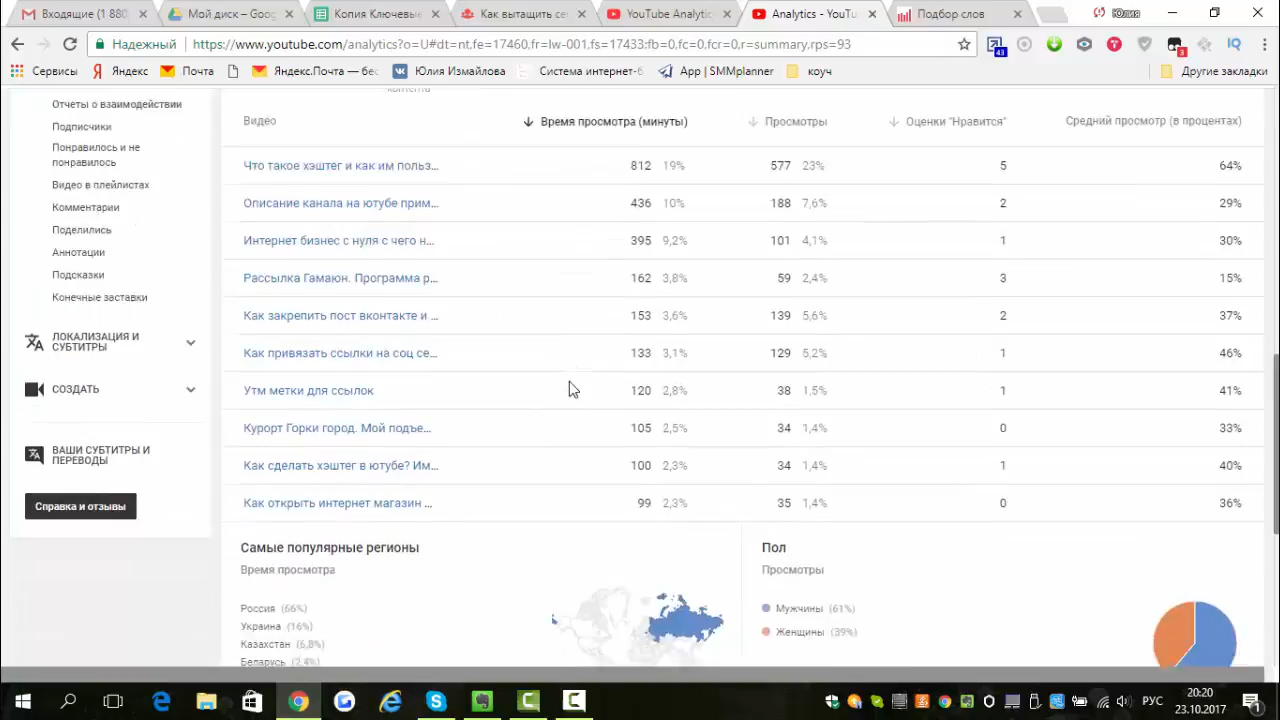 Входящие (1 880
Мой диск – Goog
Копия Ключевые
Как вытащить се
YouTube Analyt
Analytics - YouTu
Подбор слов
Юлия
Надежный
https://www.youtube.com/analytics?o=U#dt=nt,fe=17460,fr=lw-001,fs=17433:fb=0,fc=0,fcr=0,r=summary,rps=93
43
3
Сервисы
Яндекс
Почта
Яндекс.Почта — бес
Юлия Измайлова
Система интернет-б
App | SMMplanner
коуч
Другие закладки
Отчеты о взаимодействии
Подписчики
Понравилось и не
понравилось
Видео в плейлистах
Комментарии
Поделились
Аннотации
Подсказки
Конечные заставки
ЛОКАЛИЗАЦИЯ И
СУБТИТРЫ
СОЗДАТЬ
ВАШИ СУБТИТРЫ И
ПЕРЕВОДЫ
Справка и отзывы
контента
Видео Время просмотра (минуты) Просмотры Оценки "Нравится" Средний просмотр (в процентах)
Что такое хэштег и как им польз... 812 19% 577 23% 5 64%
Описание канала на ютубе прим... 436 10% 188 7,6% 2 29%
Интернет бизнес с нуля с чего н... 395 9,2% 101 4,1% 1 30%
Рассылка Гамаюн. Программа р... 162 3,8% 59 2,4% 3 15%
Как закрепить пост вконтакте и ... 153 3,6% 139 5,6% 2 37%
Как привязать ссылки на соц се... 133 3,1% 129 5,2% 1 46%
Утм метки для ссылок 120 2,8% 38 1,5% 1 41%
Курорт Горки город. Мой подъе... 105 2,5% 34 1,4% 0 33%
Как сделать хэштег в ютубе? Им... 100 2,3% 34 1,4% 1 40%
Как открыть интернет магазин ... 99 2,3% 35 1,4% 0 36%
Самые популярные регионы
Время просмотра
Россия (66%)
Украина (16%)
Казахстан (6,8%)
Беларусь (2,4%)
Пол
Просмотры
Мужчины (61%)
Женщины (39%)
РУС
20:20
23.10.2017
1